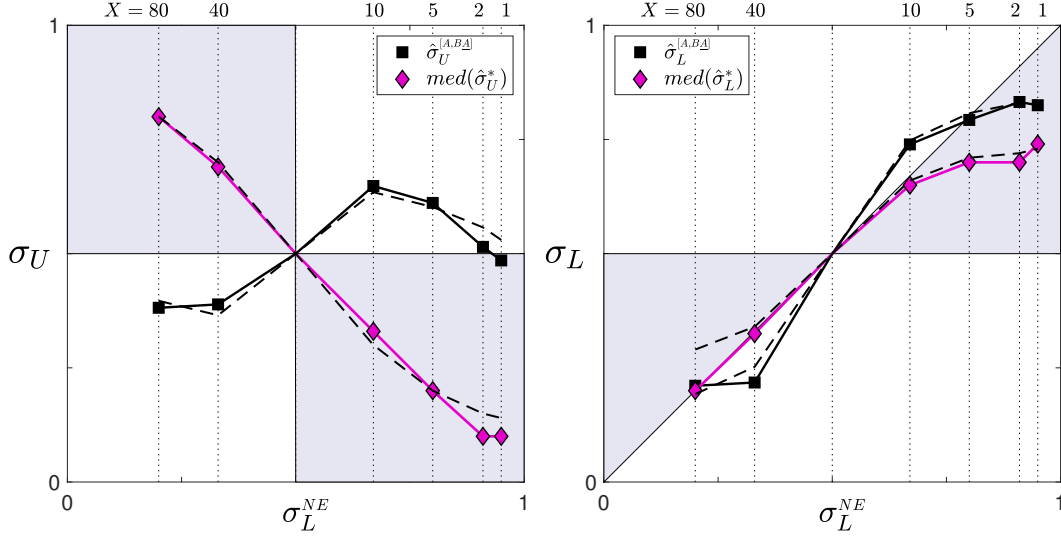 X = 80 40 10 5 2 1
1
σ̂_U^[A,BA̲]
med(σ̂_U^*)
σ_U
0
0 1
σ_L^NE
X = 80 40 10 5 2 1
1
σ̂_L^[A,BA̲]
med(σ̂_L^*)
σ_L
0
0 1
σ_L^NE